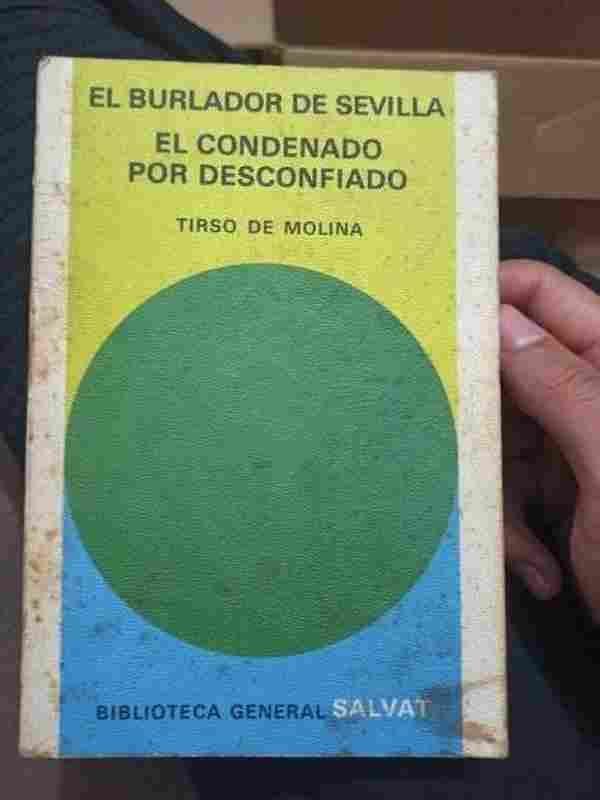 EL BURLADOR DE SEVILLA
EL CONDENADO
POR DESCONFIADO
TIRSO DE MOLINA
BIBLIOTECA GENERAL SALVAT